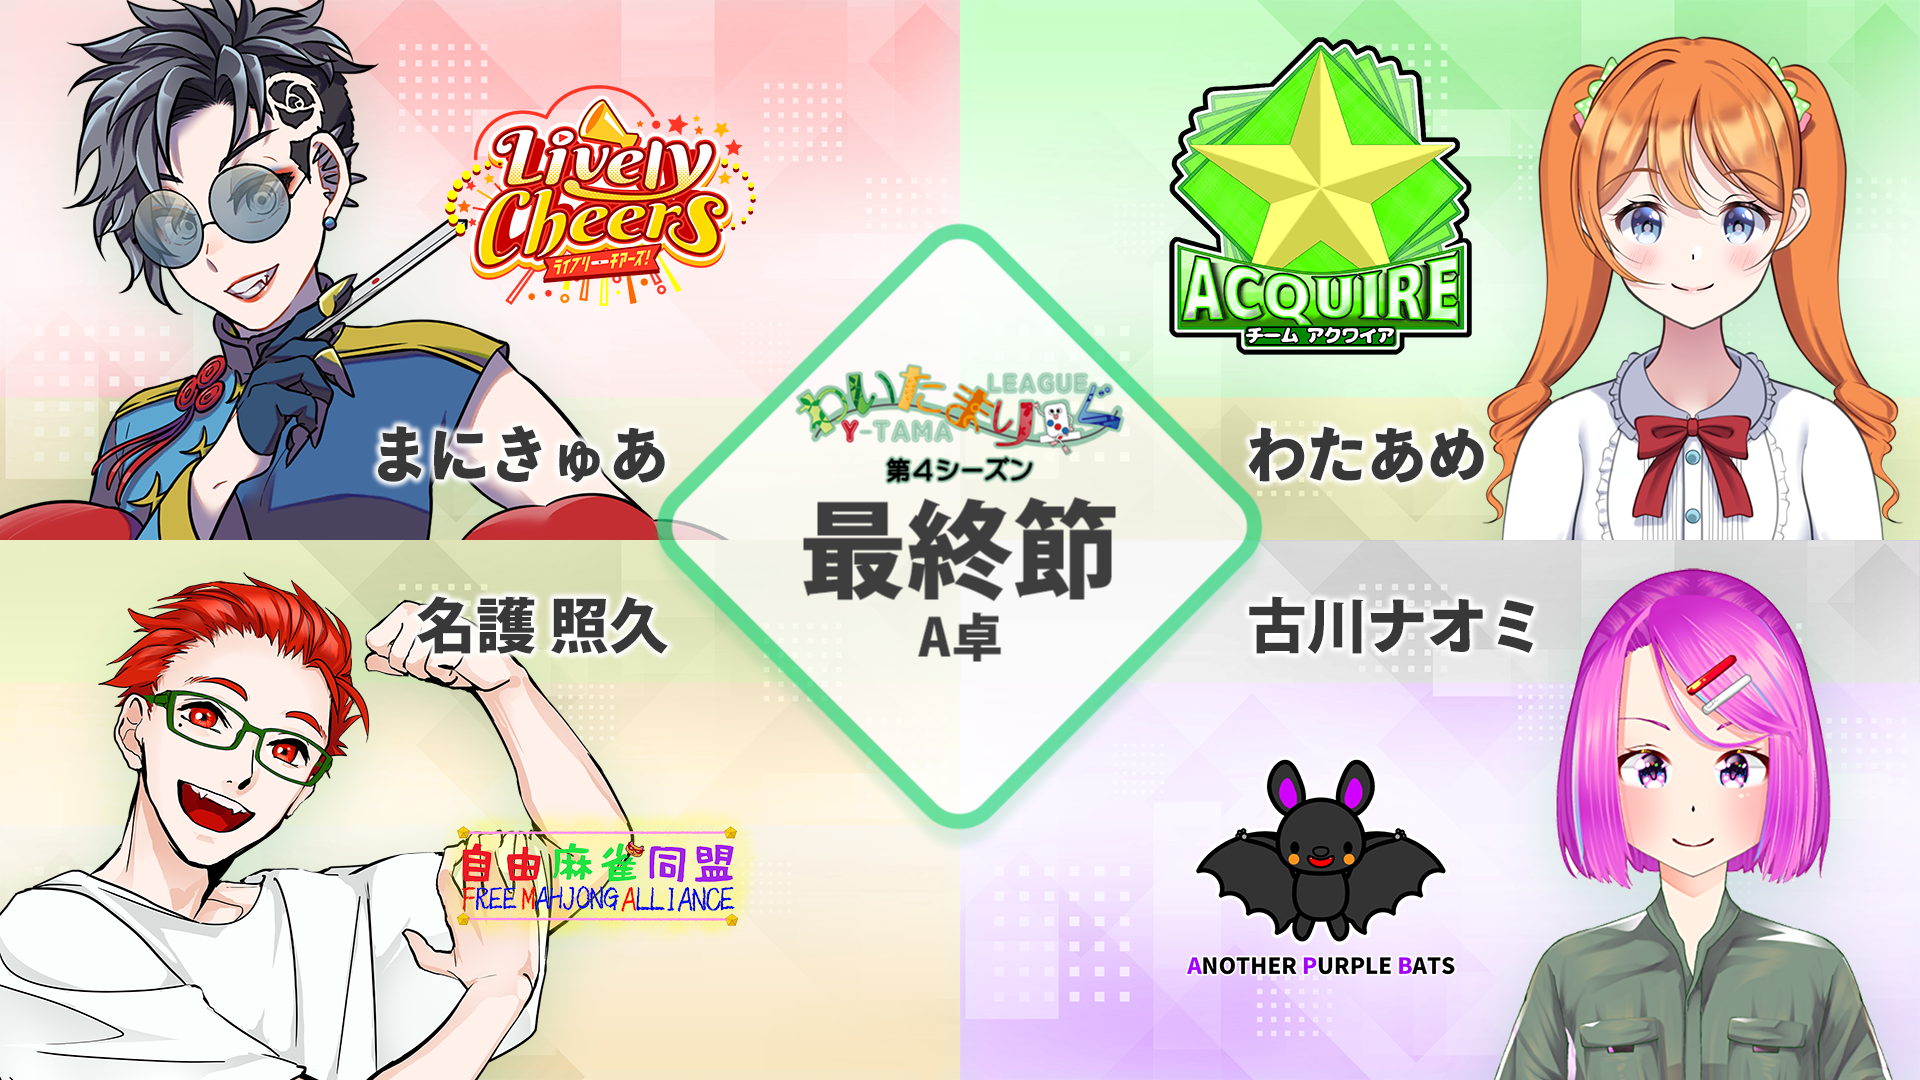 Lively
Cheers
ライブリーチアーズ!
まにきゅあ
ACQUIRE
チーム アクワイア
わたあめ
わいたまりーぐ
LEAGUE
Y-TAMA
第4シーズン
最終節
A卓
名護 照久
自由麻雀同盟
FREE MAHJONG ALLIANCE
古川ナオミ
ANOTHER PURPLE BATS